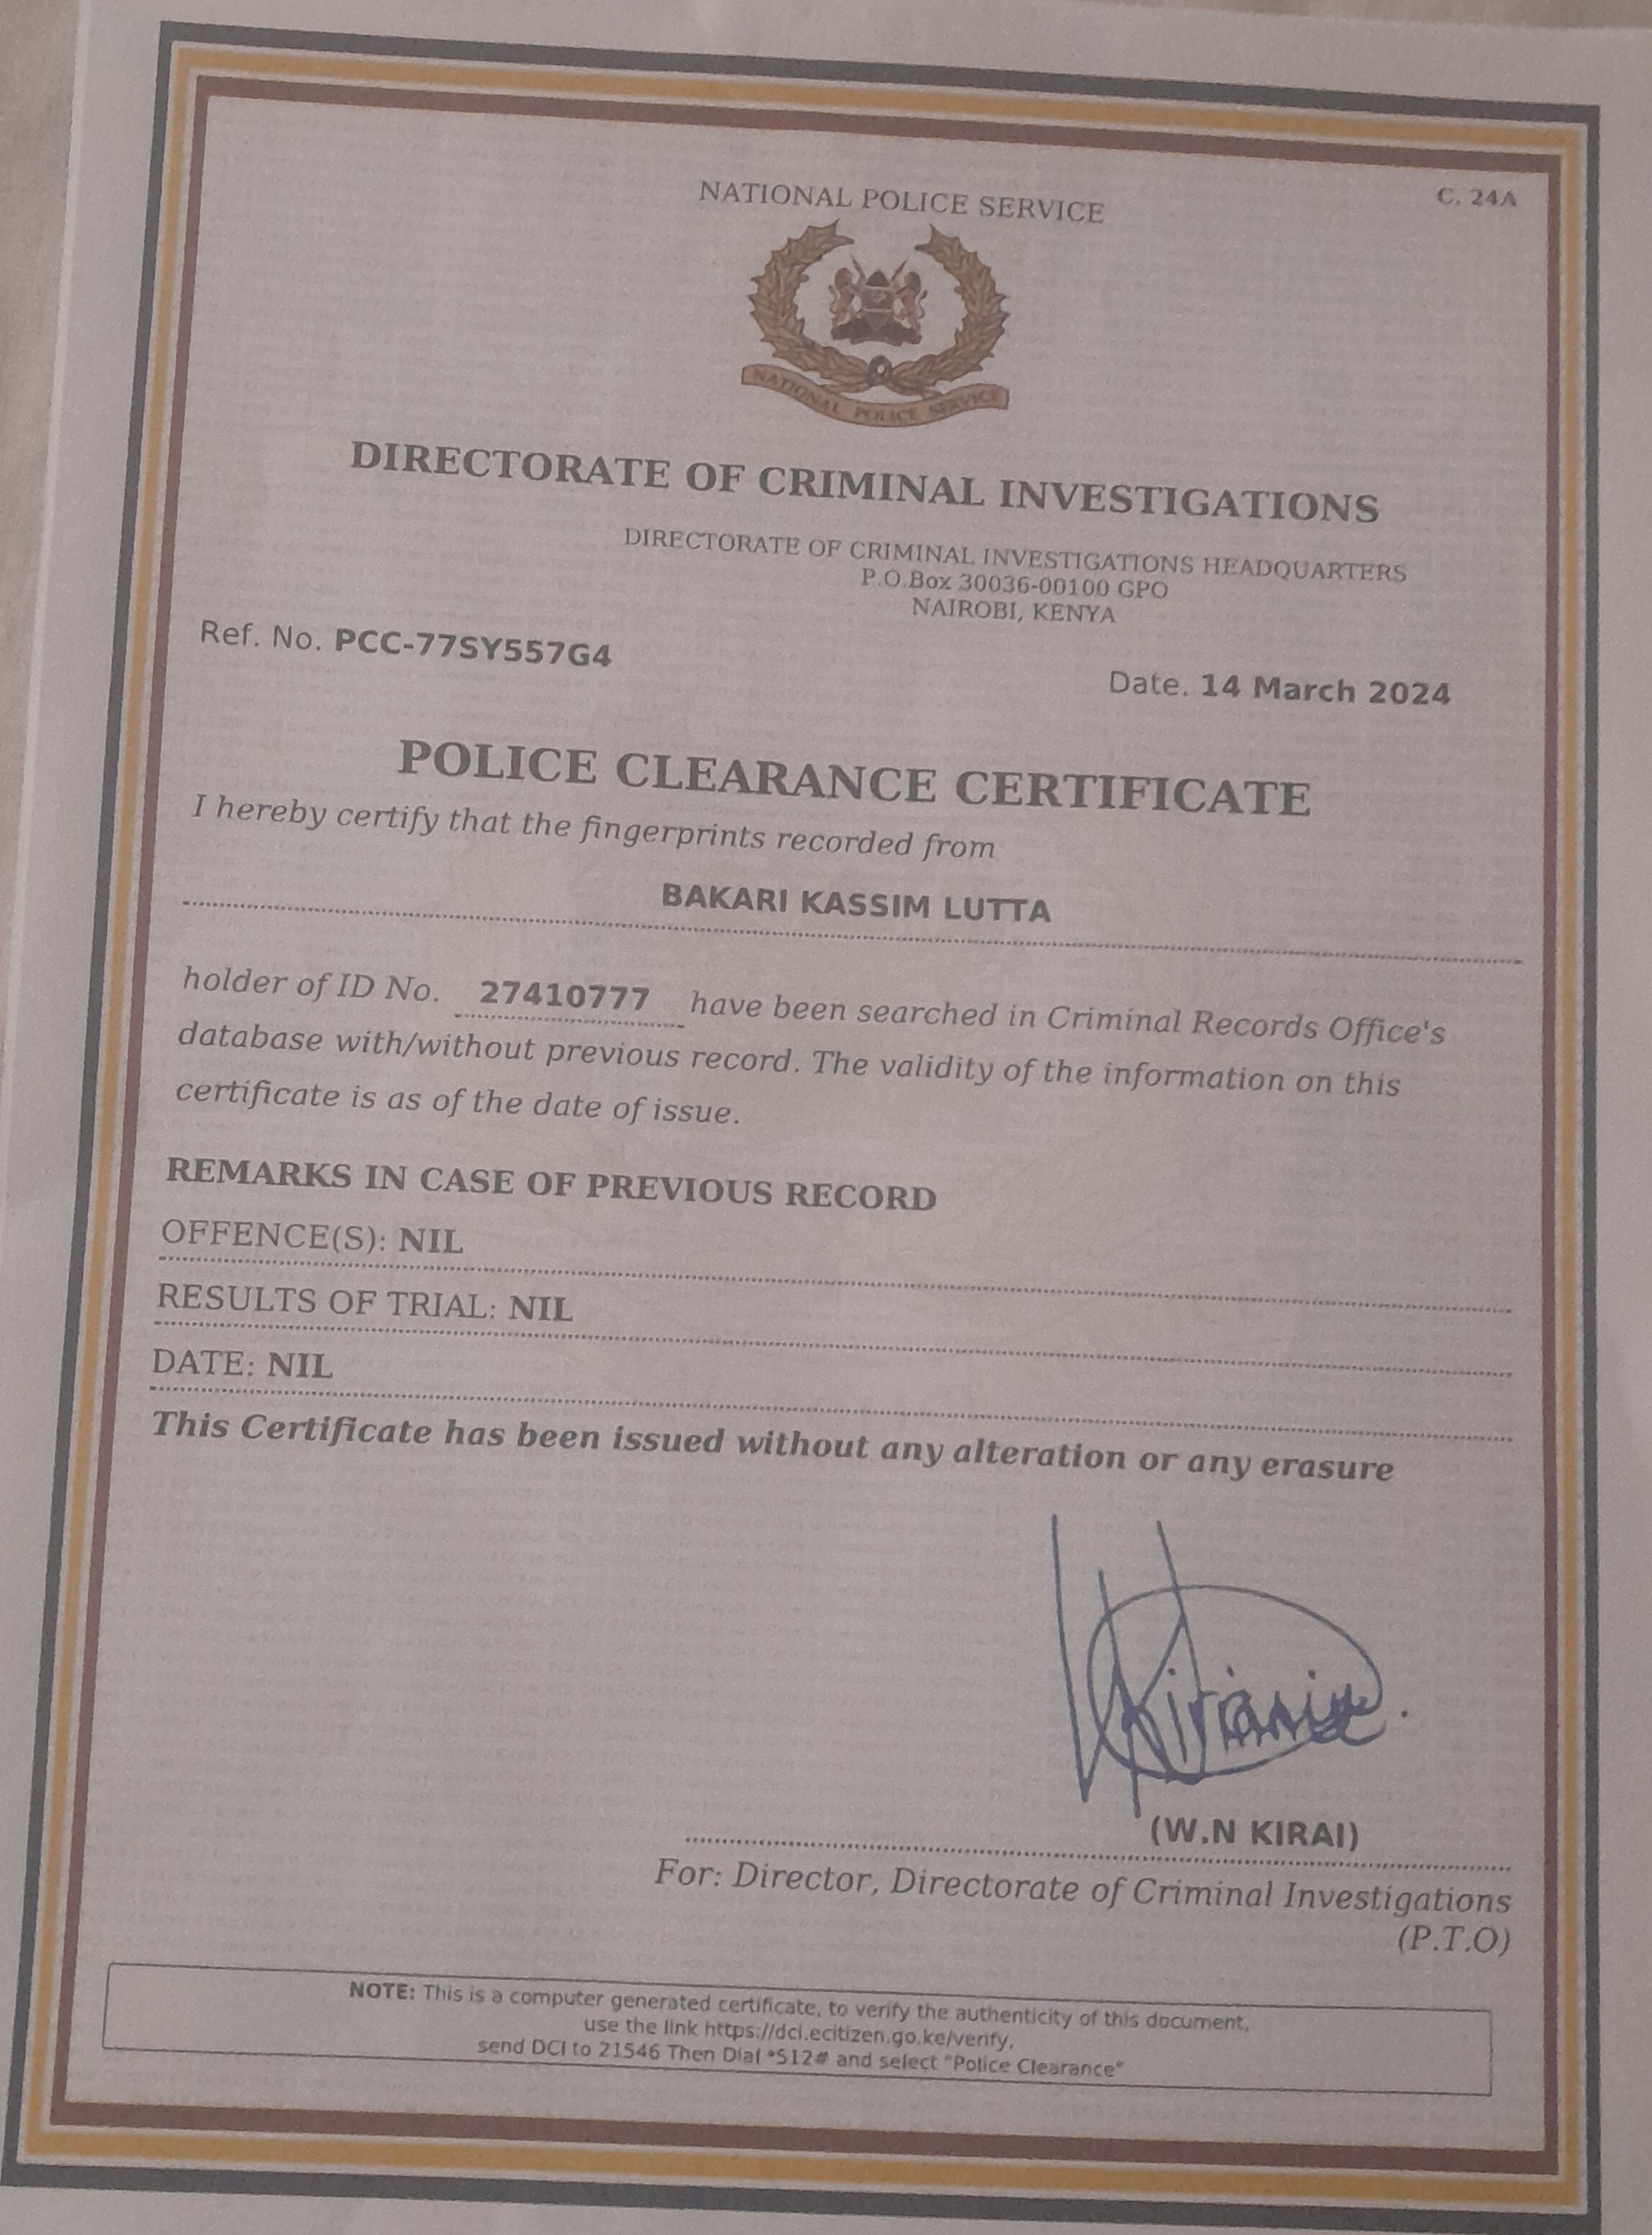 NATIONAL POLICE SERVICE
C. 24A
NATIONAL POLICE SERVICE
DIRECTORATE OF CRIMINAL INVESTIGATIONS
DIRECTORATE OF CRIMINAL INVESTIGATIONS HEADQUARTERS
P.O.Box 30036-00100 GPO
NAIROBI, KENYA
Ref. No. PCC-77SY557G4
Date. 14 March 2024
POLICE CLEARANCE CERTIFICATE
I hereby certify that the fingerprints recorded from
BAKARI KASSIM LUTTA
holder of ID No. 27410777 have been searched in Criminal Records Office's
database with/without previous record. The validity of the information on this
certificate is as of the date of issue.
REMARKS IN CASE OF PREVIOUS RECORD
OFFENCE(S): NIL
RESULTS OF TRIAL: NIL
DATE: NIL
This Certificate has been issued without any alteration or any erasure
(W.N KIRAI)
For: Director, Directorate of Criminal Investigations
(P.T.O)
NOTE: This is a computer generated certificate, to verify the authenticity of this document,
use the link https://dci.ecitizen.go.ke/verify,
send DCI to 21546 Then Dial *512# and select "Police Clearance"